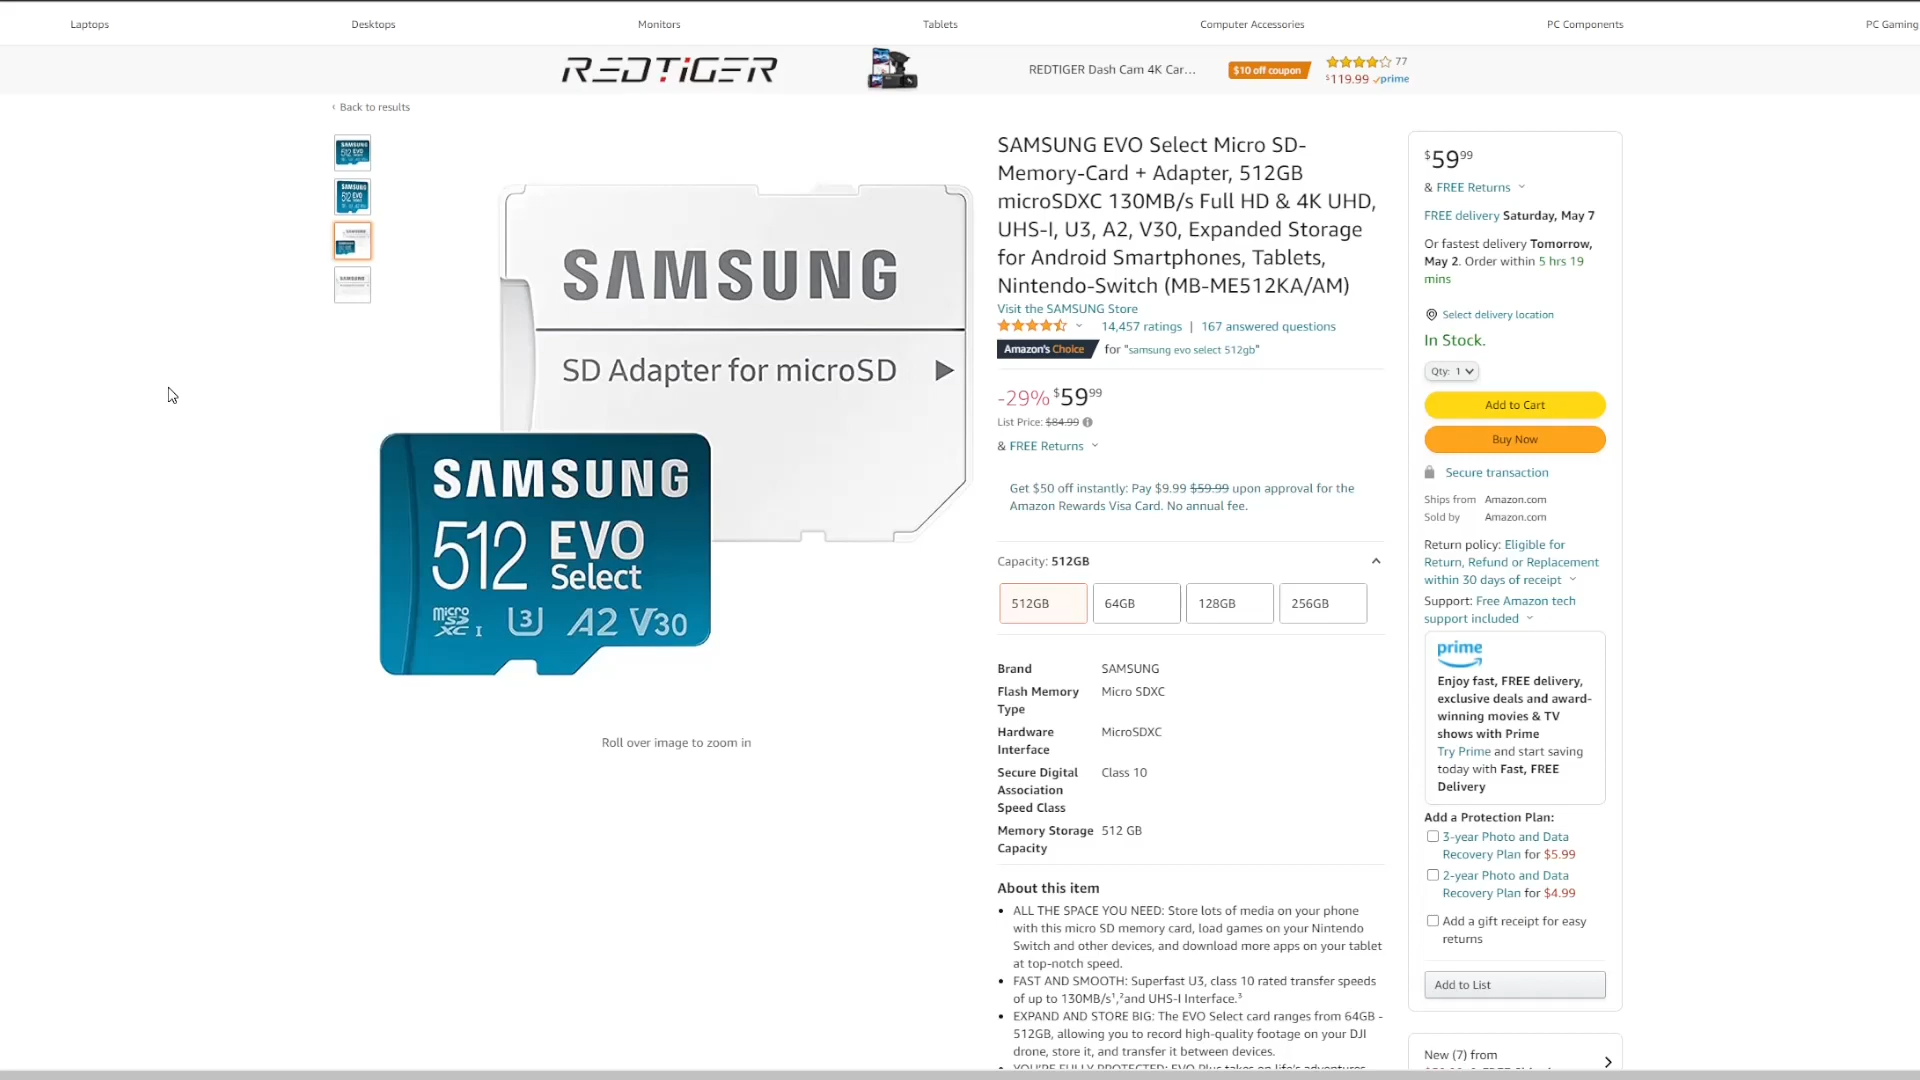 Laptops
Desktops
Monitors
Tablets
Computer Accessories
PC Components
PC Gaming
REDTIGER
REDTIGER Dash Cam 4K Car...
$10 off coupon
77
$119.99 prime
‹ Back to results
SAMSUNG
SD Adapter for microSD
SAMSUNG
512 EVO
Select
micro SD XC I U3 A2 V30
Roll over image to zoom in
SAMSUNG EVO Select Micro SD-
Memory-Card + Adapter, 512GB
microSDXC 130MB/s Full HD & 4K UHD,
UHS-I, U3, A2, V30, Expanded Storage
for Android Smartphones, Tablets,
Nintendo-Switch (MB-ME512KA/AM)
Visit the SAMSUNG Store
14,457 ratings | 167 answered questions
Amazon's Choice for "samsung evo select 512gb"
-29% $59 99
List Price: $84.99
& FREE Returns
Get $50 off instantly: Pay $9.99 $59.99 upon approval for the
Amazon Rewards Visa Card. No annual fee.
Capacity: 512GB
512GB 64GB 128GB 256GB
Brand SAMSUNG
Flash Memory Micro SDXC
Type
Hardware MicroSDXC
Interface
Secure Digital Class 10
Association
Speed Class
Memory Storage 512 GB
Capacity
About this item
• ALL THE SPACE YOU NEED: Store lots of media on your phone
with this micro SD memory card, load games on your Nintendo
Switch and other devices, and download more apps on your tablet
at top-notch speed.
• FAST AND SMOOTH: Superfast U3, class 10 rated transfer speeds
of up to 130MB/s¹,²and UHS-I Interface.³
• EXPAND AND STORE BIG: The EVO Select card ranges from 64GB -
512GB, allowing you to record high-quality footage on your DJI
drone, store it, and transfer it between devices.
• YOU'RE FULLY PROTECTED: EVO Plus takes on life's adventures
$59 99
& FREE Returns
FREE delivery Saturday, May 7
Or fastest delivery Tomorrow,
May 2. Order within 5 hrs 19
mins
Select delivery location
In Stock.
Qty: 1
Add to Cart
Buy Now
Secure transaction
Ships from Amazon.com
Sold by Amazon.com
Return policy: Eligible for
Return, Refund or Replacement
within 30 days of receipt
Support: Free Amazon tech
support included
prime
Enjoy fast, FREE delivery,
exclusive deals and award-
winning movies & TV
shows with Prime
Try Prime and start saving
today with Fast, FREE
Delivery
Add a Protection Plan:
3-year Photo and Data
Recovery Plan for $5.99
2-year Photo and Data
Recovery Plan for $4.99
Add a gift receipt for easy
returns
Add to List
New (7) from